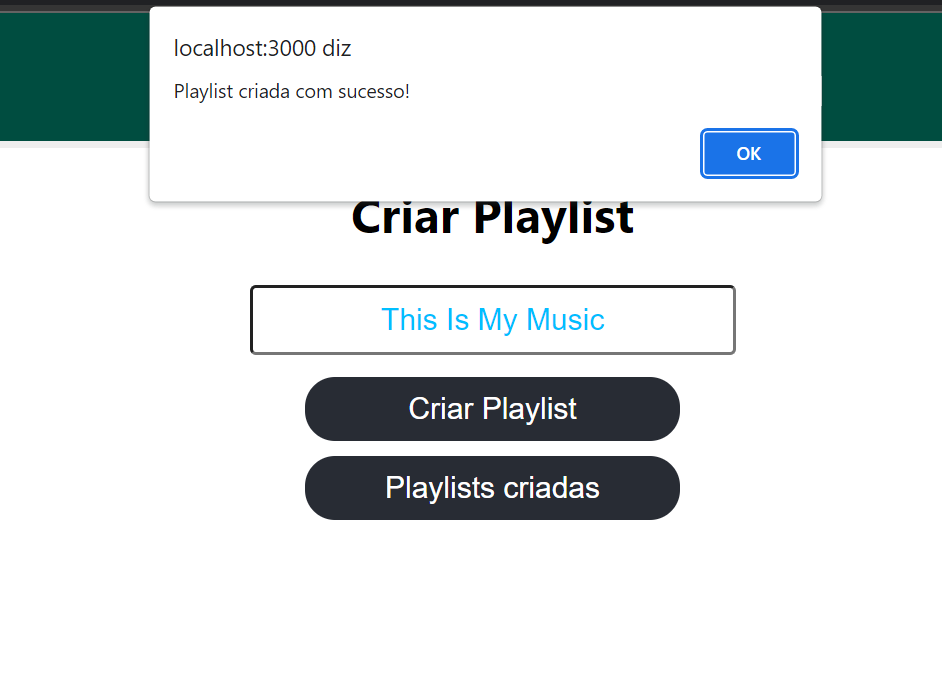 localhost:3000 diz
Playlist criada com sucesso!
OK
Criar Playlist
This Is My Music
Criar Playlist
Playlists criadas